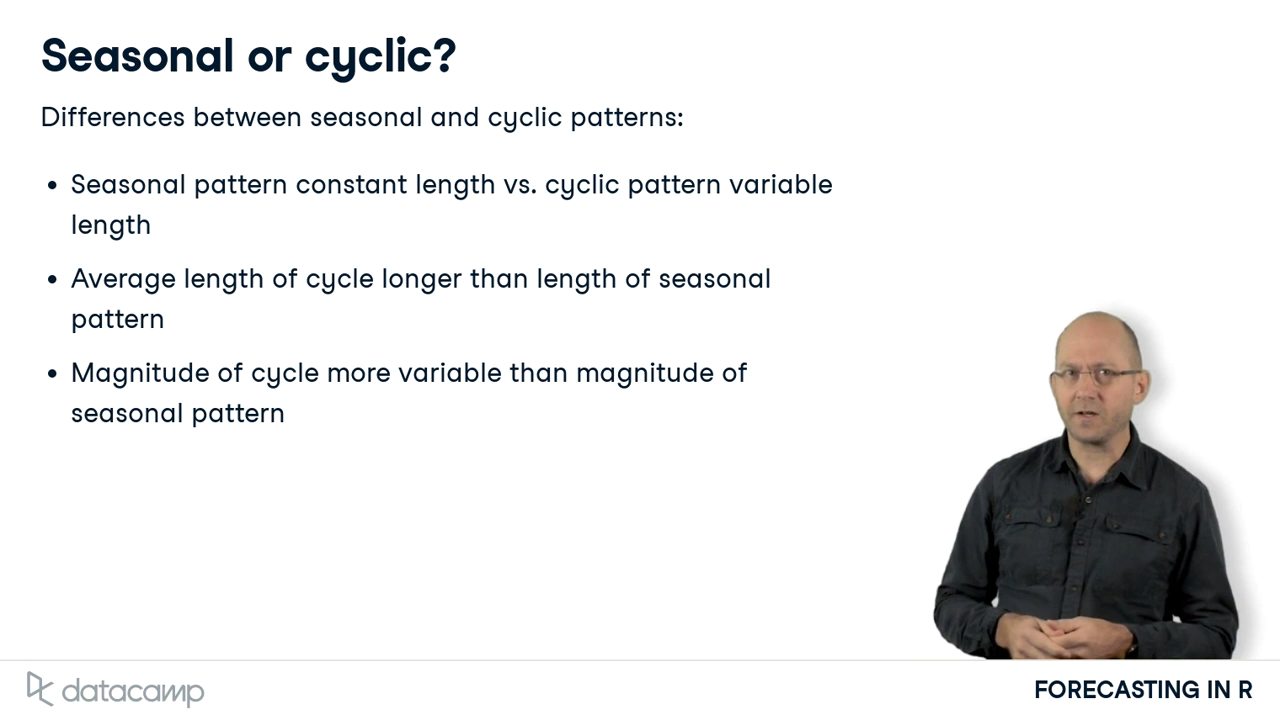 Seasonal or cyclic?
Differences between seasonal and cyclic patterns:
• Seasonal pattern constant length vs. cyclic pattern variable
length
• Average length of cycle longer than length of seasonal
pattern
• Magnitude of cycle more variable than magnitude of
seasonal pattern
datacamp
FORECASTING IN R